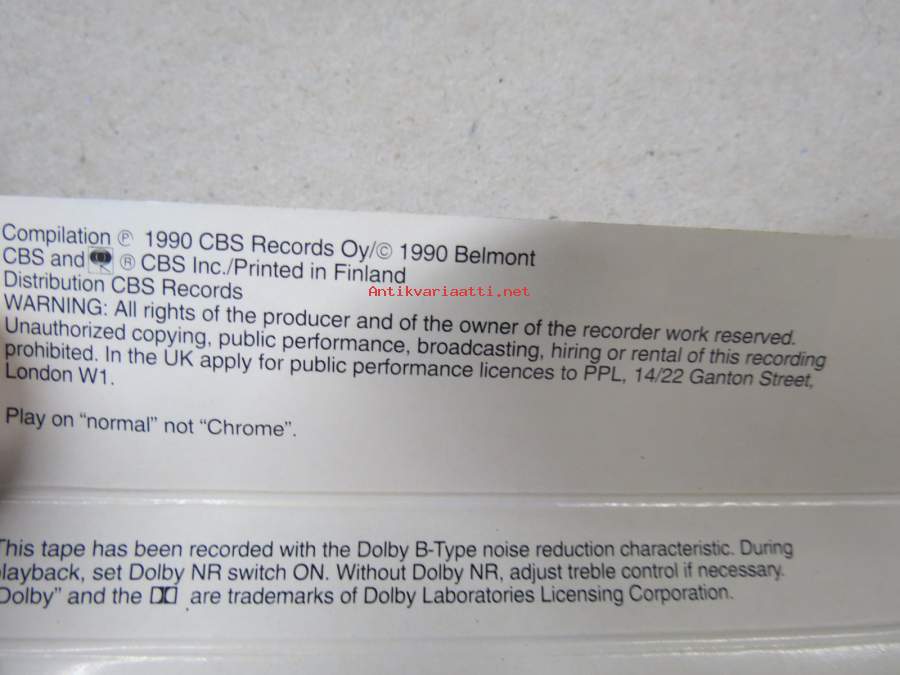 Compilation ℗ 1990 CBS Records Oy/© 1990 Belmont
CBS and ® CBS Inc./Printed in Finland
Distribution CBS Records
Antikvariaatti.net
WARNING: All rights of the producer and of the owner of the recorder work reserved.
Unauthorized copying, public performance, broadcasting, hiring or rental of this recording
prohibited. In the UK apply for public performance licences to PPL, 14/22 Ganton Street,
London W1.
Play on “normal” not “Chrome”.
This tape has been recorded with the Dolby B-Type noise reduction characteristic. During
layback, set Dolby NR switch ON. Without Dolby NR, adjust treble control if necessary.
Dolby” and the are trademarks of Dolby Laboratories Licensing Corporation.